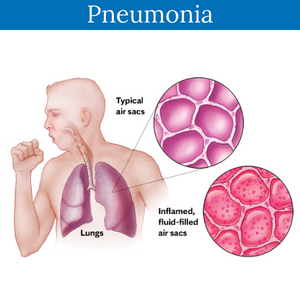 Pneumonia
Typical
air sacs
Lungs
Inflamed,
fluid-filled
air sacs